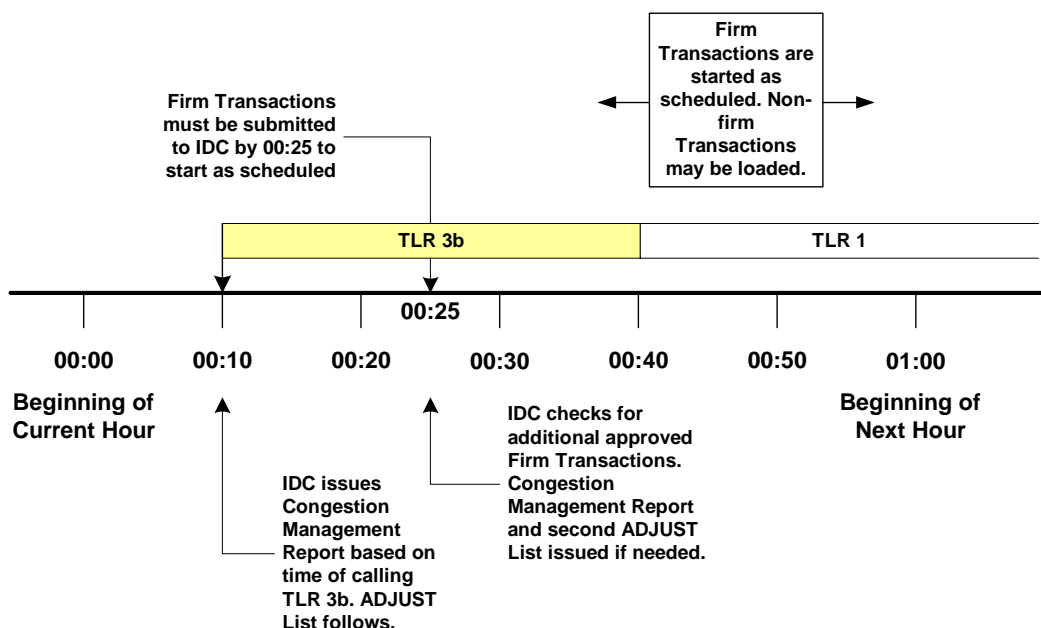 Firm
Transactions are
started as
scheduled. Non-
firm
Transactions
may be loaded.
Firm Transactions
must be submitted
to IDC by 00:25 to
start as scheduled
TLR 3b
TLR 1
00:25
00:00
00:10
00:20
00:30
00:40
00:50
01:00
Beginning of
Current Hour
Beginning of
Next Hour
IDC issues
Congestion
Management
Report based on
time of calling
TLR 3b. ADJUST
List follows.
IDC checks for
additional approved
Firm Transactions.
Congestion
Management Report
and second ADJUST
List issued if needed.